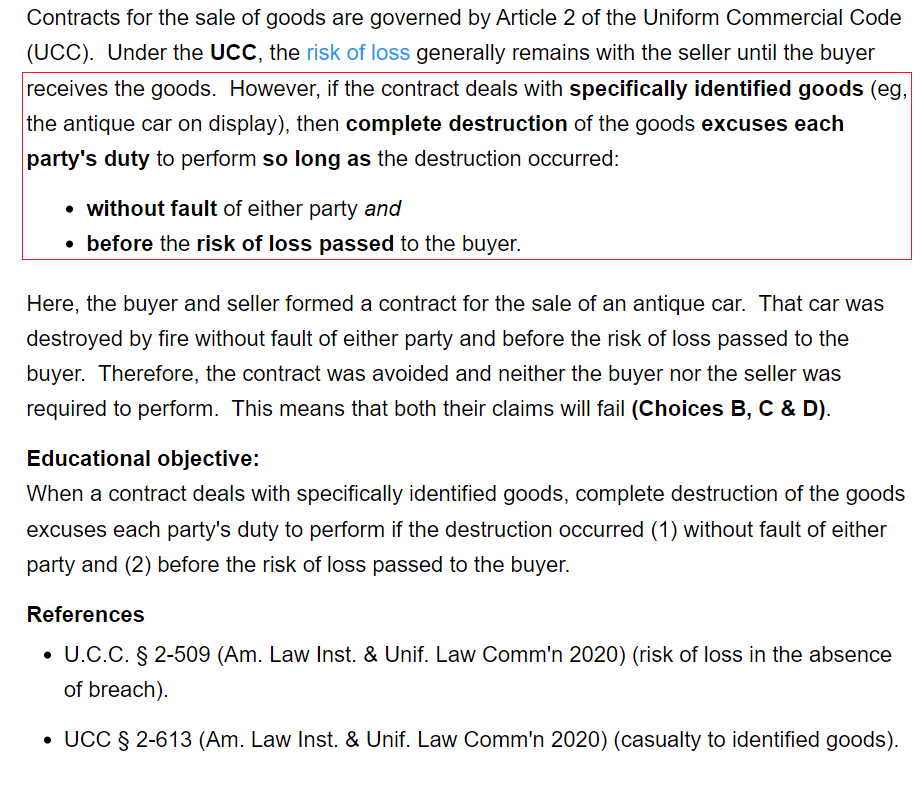 Contracts for the sale of goods are governed by Article 2 of the Uniform Commercial Code
(UCC).  Under the UCC, the risk of loss generally remains with the seller until the buyer
receives the goods.  However, if the contract deals with specifically identified goods (eg,
the antique car on display), then complete destruction of the goods excuses each
party's duty to perform so long as the destruction occurred:
• without fault of either party and
• before the risk of loss passed to the buyer.
Here, the buyer and seller formed a contract for the sale of an antique car.  That car was
destroyed by fire without fault of either party and before the risk of loss passed to the
buyer.  Therefore, the contract was avoided and neither the buyer nor the seller was
required to perform.  This means that both their claims will fail (Choices B, C & D).
Educational objective:
When a contract deals with specifically identified goods, complete destruction of the goods
excuses each party's duty to perform if the destruction occurred (1) without fault of either
party and (2) before the risk of loss passed to the buyer.
References
• U.C.C. § 2-509 (Am. Law Inst. & Unif. Law Comm'n 2020) (risk of loss in the absence
of breach).
• UCC § 2-613 (Am. Law Inst. & Unif. Law Comm'n 2020) (casualty to identified goods).